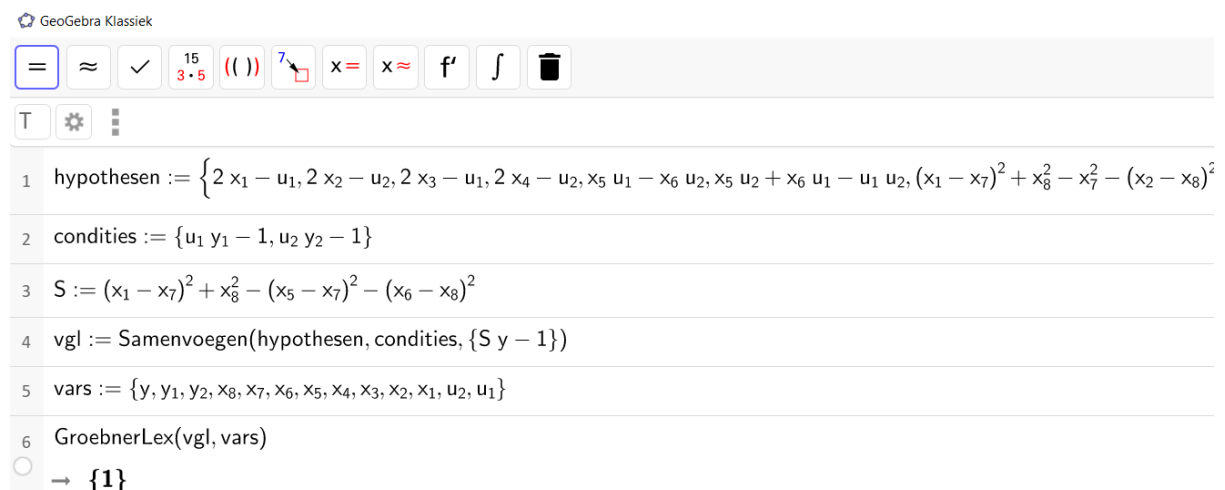 GeoGebra Klassiek
= ≈ ✓ 15 3·5 (( )) 7 x= x≈ f′ ∫
T
1 hypothesen := {2 x₁ − u₁, 2 x₂ − u₂, 2 x₃ − u₁, 2 x₄ − u₂, x₅ u₁ − x₆ u₂, x₅ u₂ + x₆ u₁ − u₁ u₂, (x₁ − x₇)² + x₈² − x₇² − (x₂ − x₈)²
2 condities := {u₁ y₁ − 1, u₂ y₂ − 1}
3 S := (x₁ − x₇)² + x₈² − (x₅ − x₇)² − (x₆ − x₈)²
4 vgl := Samenvoegen(hypothesen, condities, {S y − 1})
5 vars := {y, y₁, y₂, x₈, x₇, x₆, x₅, x₄, x₃, x₂, x₁, u₂, u₁}
6 GroebnerLex(vgl, vars)
→ {1}